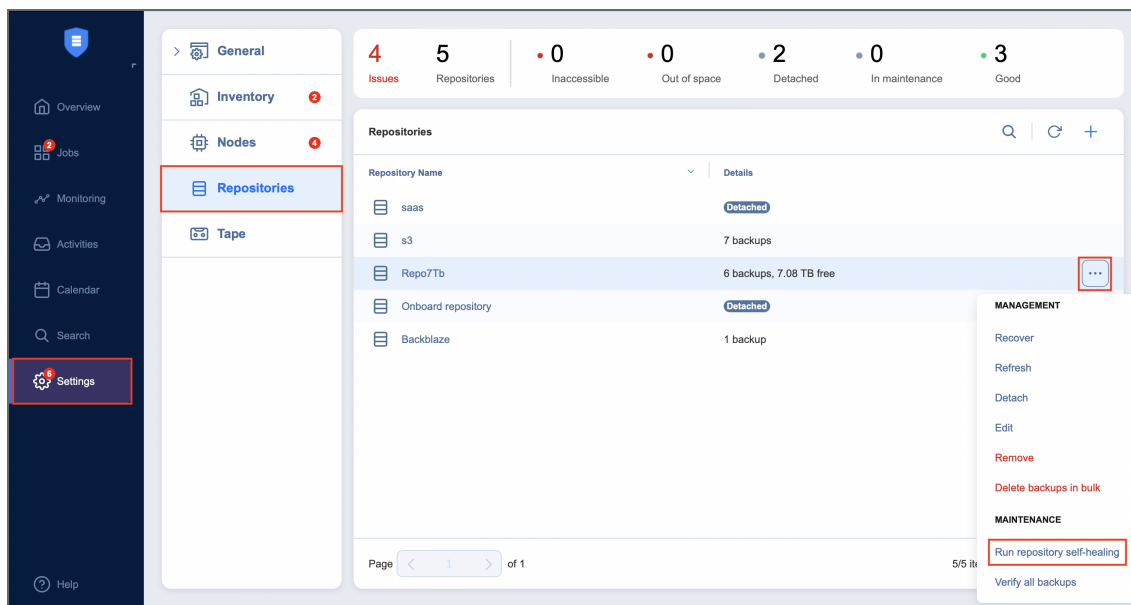 Overview
2
Jobs
Monitoring
Activities
Calendar
Search
6
Settings
Help
General
Inventory 2
Nodes 4
Repositories
Tape
4 5 0 0 2 0 3
Issues Repositories Inaccessible Out of space Detached In maintenance Good
Repositories
Repository Name Details
saas Detached
s3 7 backups
Repo7Tb 6 backups, 7.08 TB free ...
Onboard repository Detached
Backblaze 1 backup
MANAGEMENT
Recover
Refresh
Detach
Edit
Remove
Delete backups in bulk
MAINTENANCE
Run repository self-healing
Verify all backups
Page < 1 > of 1 5/5